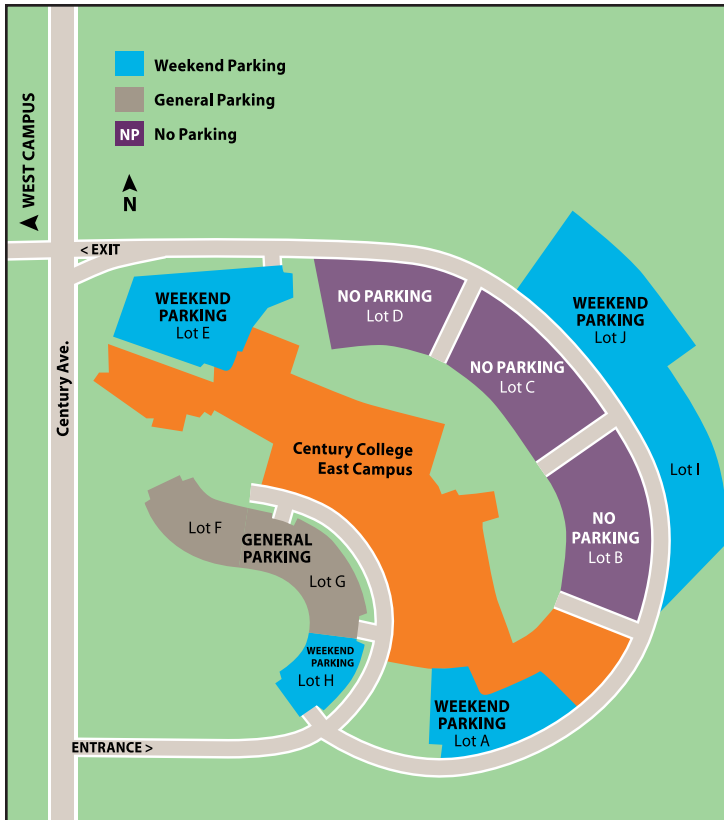 WEST CAMPUS
Weekend Parking
General Parking
NP No Parking
N
< EXIT
WEEKEND
PARKING
Lot E
NO PARKING
Lot D
WEEKEND
PARKING
Lot J
NO PARKING
Lot C
Century Ave.
Century College
East Campus
Lot I
NO
PARKING
Lot B
Lot F
GENERAL
PARKING
Lot G
WEEKEND
PARKING
Lot H
WEEKEND
PARKING
Lot A
ENTRANCE >